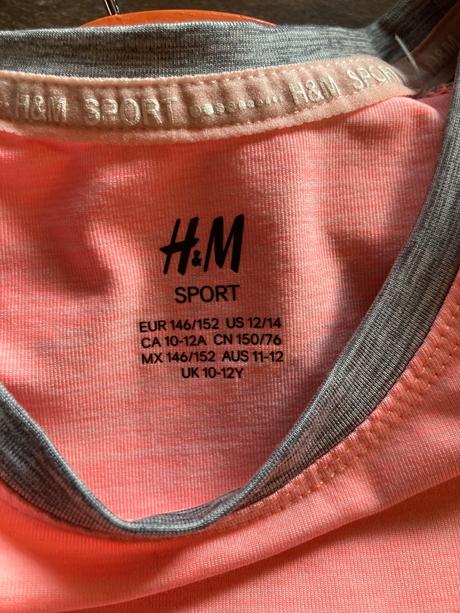 H&M SPORT H&M SPORT
H&M
SPORT
EUR 146/152 US 12/14
CA 10-12A CN 150/76
MX 146/152 AUS 11-12
UK 10-12Y